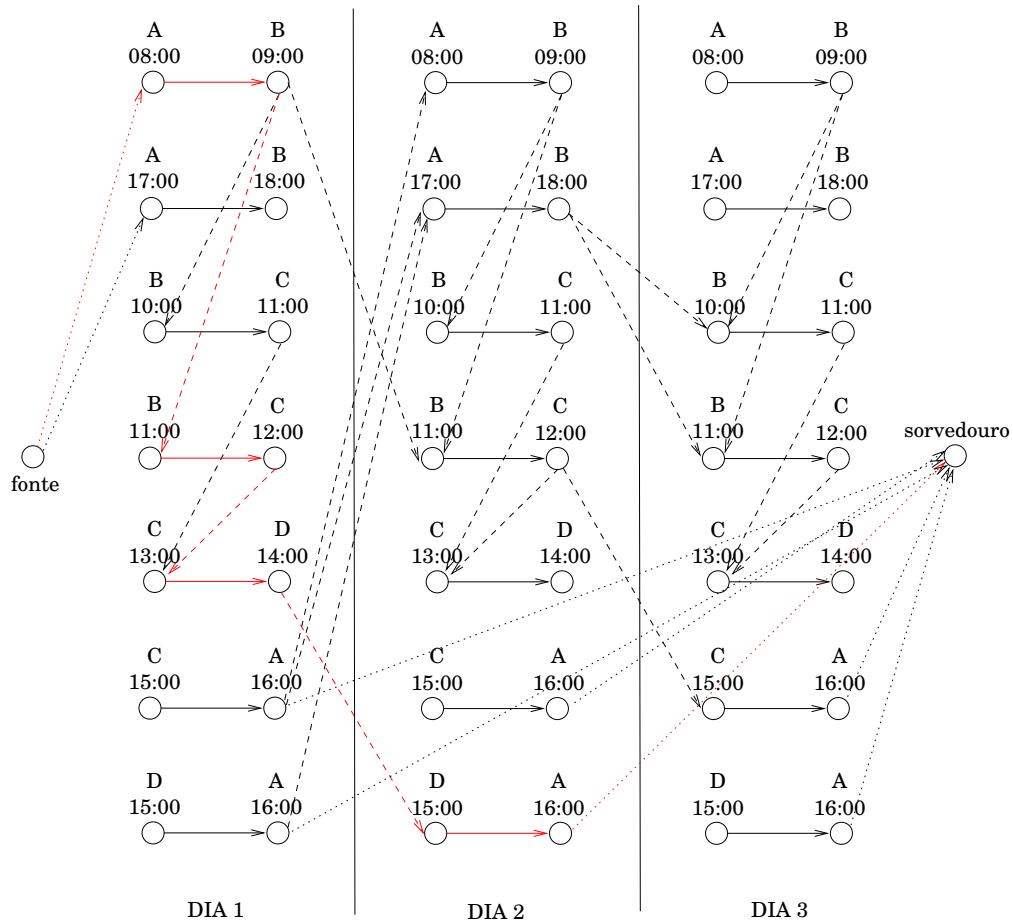 A B A B A B
08:00 09:00 08:00 09:00 08:00 09:00
A B A B A B
17:00 18:00 17:00 18:00 17:00 18:00
B C B C B C
10:00 11:00 10:00 11:00 10:00 11:00
B C B C B C
11:00 12:00 11:00 12:00 11:00 12:00
sorvedouro
fonte
C D C D C D
13:00 14:00 13:00 14:00 13:00 14:00
C A C A C A
15:00 16:00 15:00 16:00 15:00 16:00
D A D A D A
15:00 16:00 15:00 16:00 15:00 16:00
DIA 1 DIA 2 DIA 3